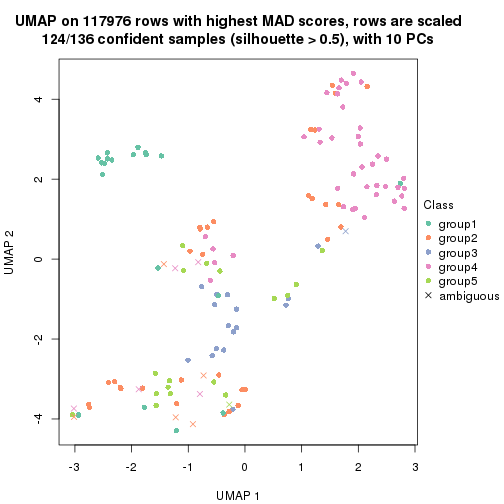 UMAP on 117976 rows with highest MAD scores, rows are scaled
124/136 confident samples (silhouette > 0.5), with 10 PCs
4
2
0
-2
-4
UMAP 2
-3
-2
-1
0
1
2
3
UMAP 1
Class
group1
group2
group3
group4
group5
ambiguous